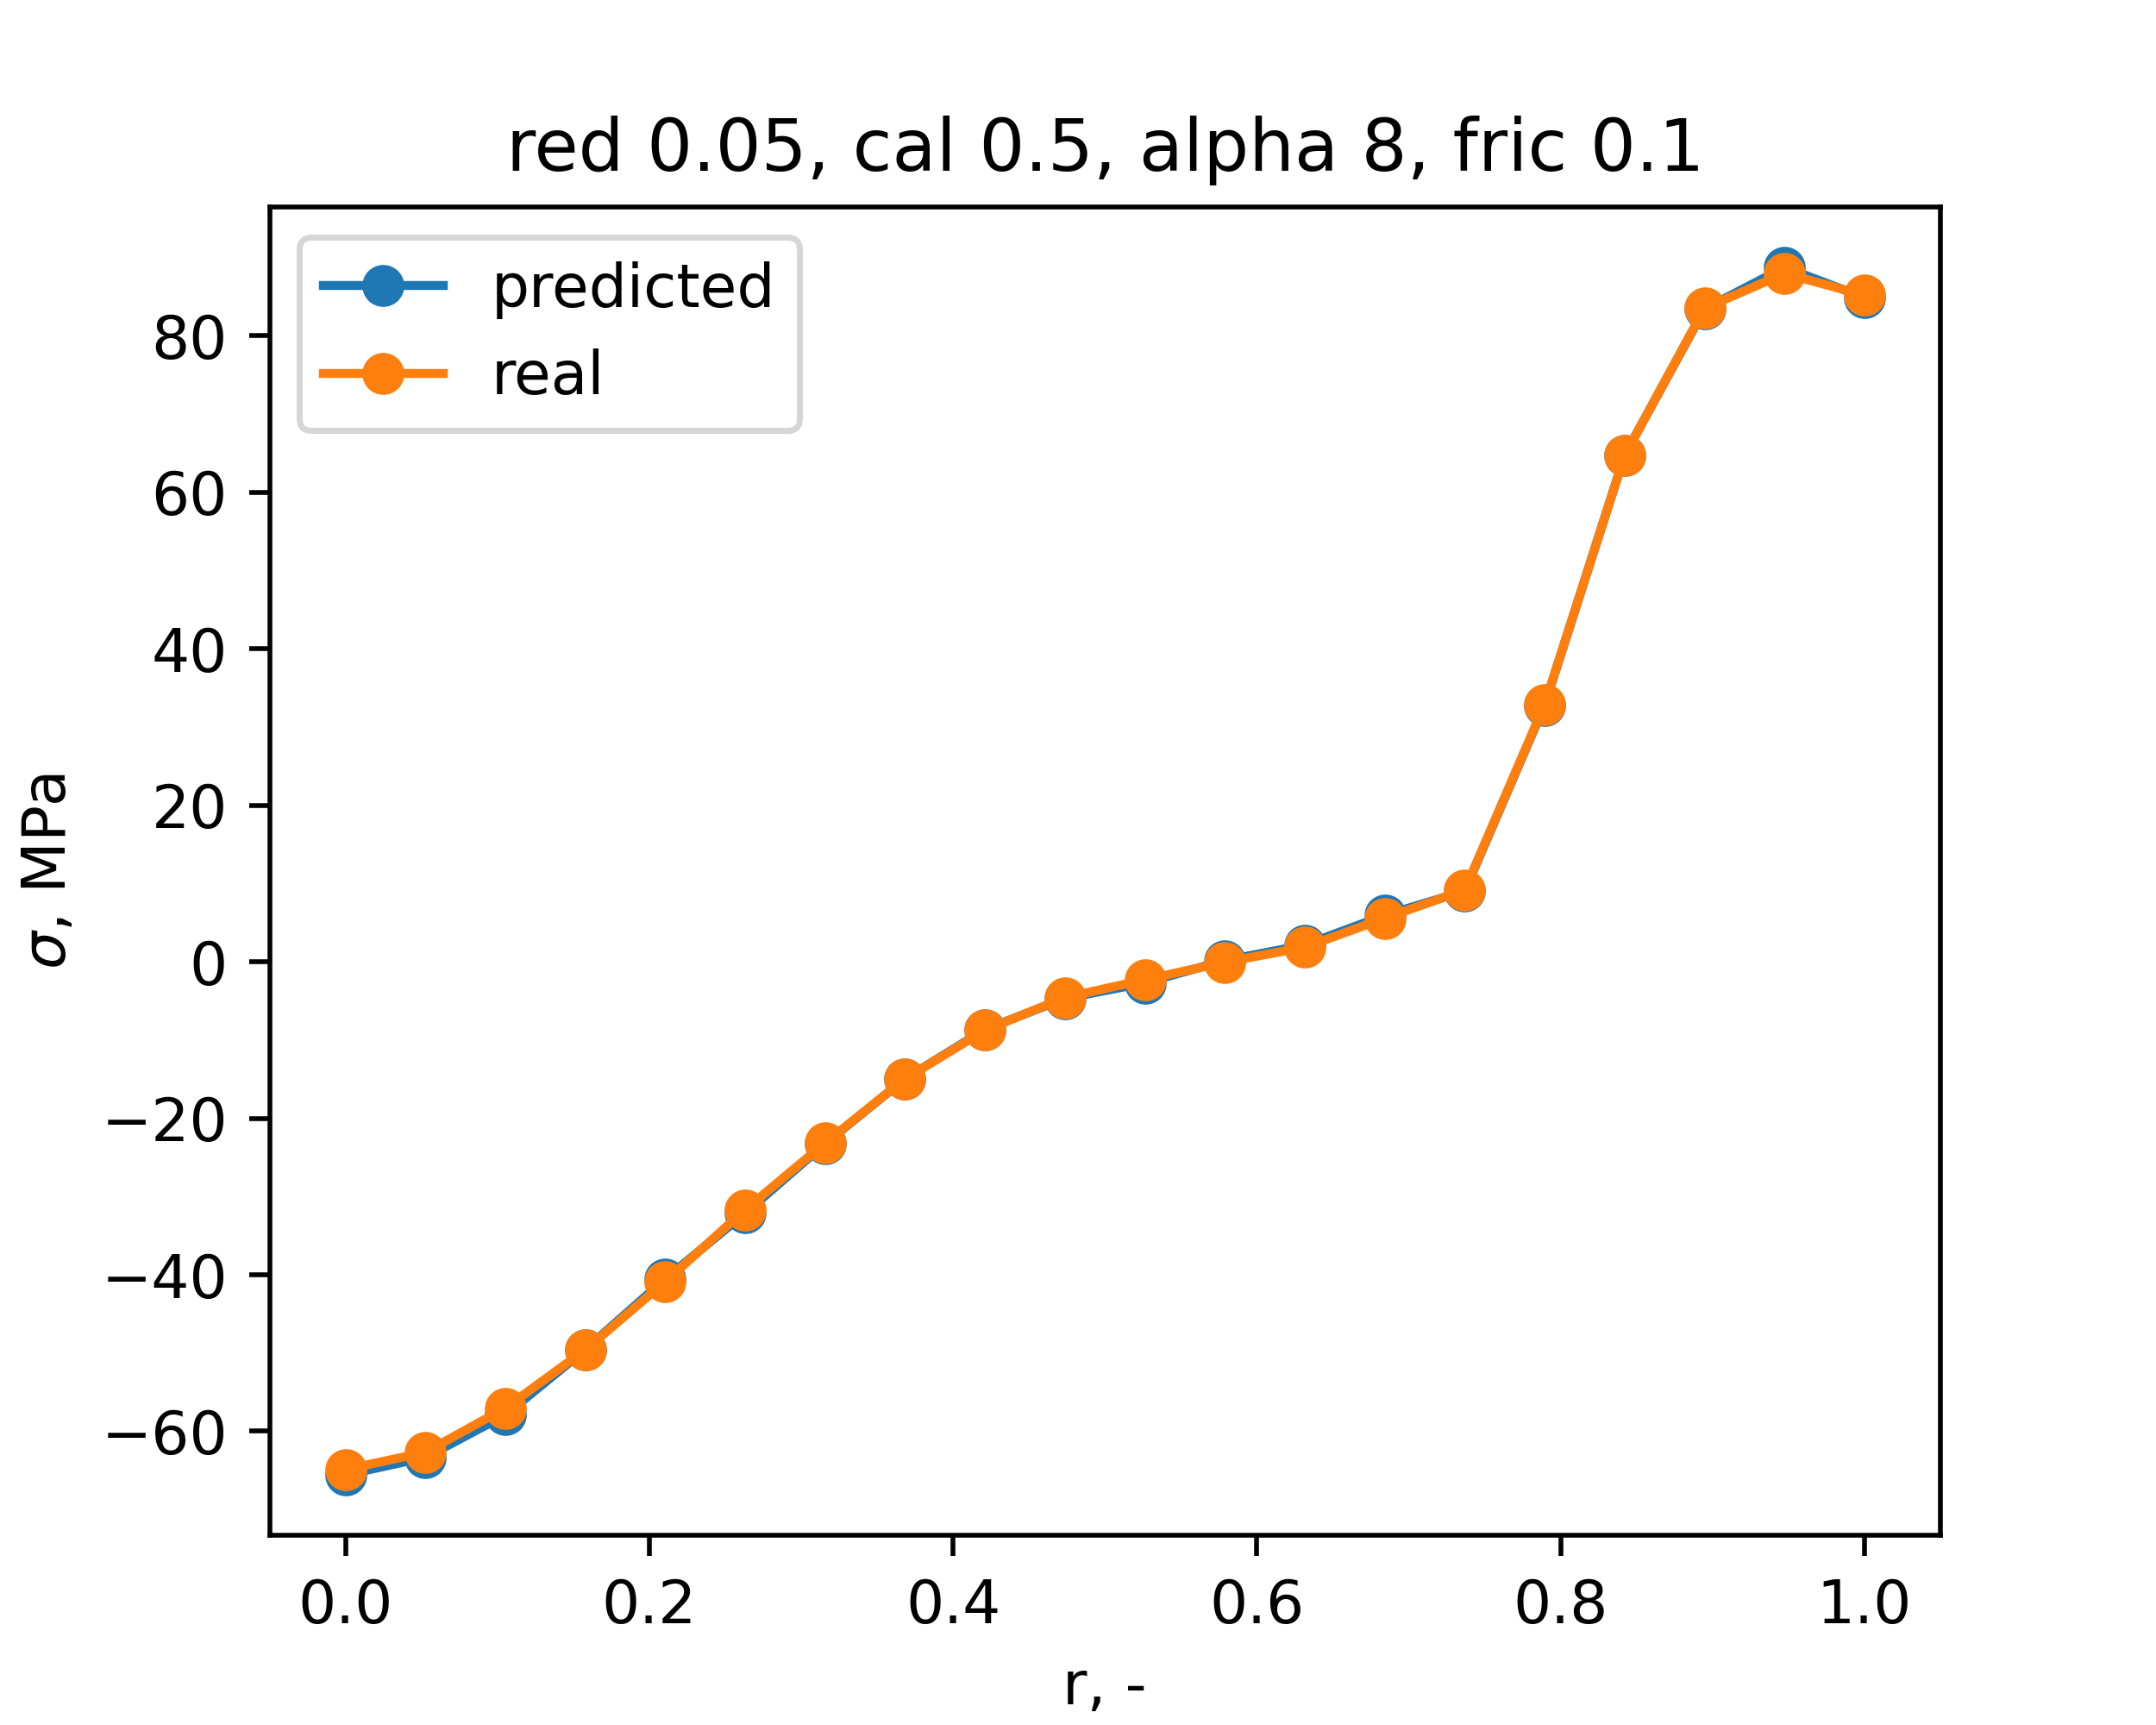 red 0.05, cal 0.5, alpha 8, fric 0.1
predicted
real
80
60
40
20
0
−20
−40
−60
σ, MPa
0.0 0.2 0.4 0.6 0.8 1.0
r, -